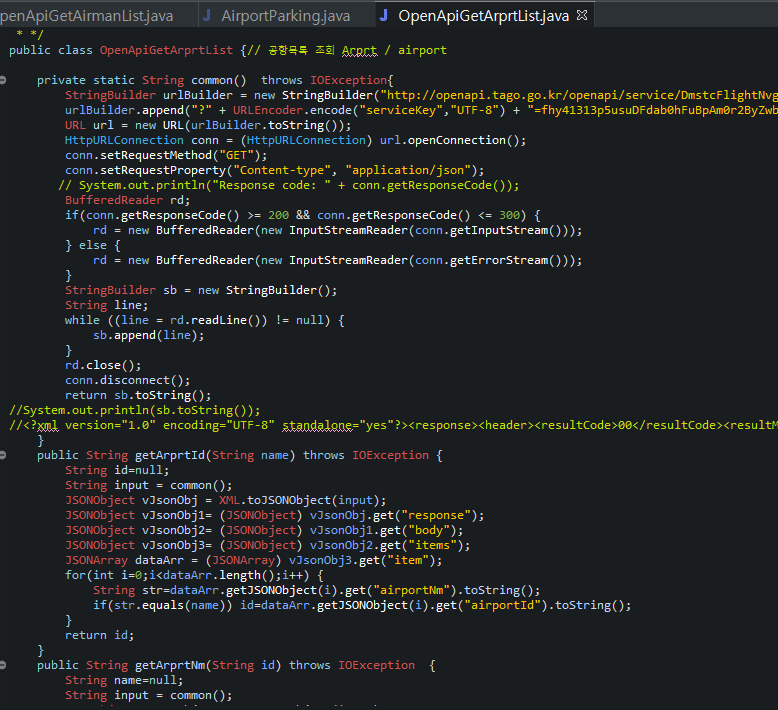 penApiGetAirmanList.java AirportParking.java OpenApiGetArprtList.java
* */
public class OpenApiGetArprtList {// 공항목록 조회 Arprt / airport
private static String common()  throws IOException{
StringBuilder urlBuilder = new StringBuilder("http://openapi.tago.go.kr/openapi/service/DmstcFlightNvg
urlBuilder.append("?" + URLEncoder.encode("serviceKey","UTF-8") + "=fhy41313p5usuDFdab0hFuBpAm0r2ByZwb
URL url = new URL(urlBuilder.toString());
HttpURLConnection conn = (HttpURLConnection) url.openConnection();
conn.setRequestMethod("GET");
conn.setRequestProperty("Content-type", "application/json");
// System.out.println("Response code: " + conn.getResponseCode());
BufferedReader rd;
if(conn.getResponseCode() >= 200 && conn.getResponseCode() <= 300) {
rd = new BufferedReader(new InputStreamReader(conn.getInputStream()));
} else {
rd = new BufferedReader(new InputStreamReader(conn.getErrorStream()));
}
StringBuilder sb = new StringBuilder();
String line;
while ((line = rd.readLine()) != null) {
sb.append(line);
}
rd.close();
conn.disconnect();
return sb.toString();
//System.out.println(sb.toString());
//<?xml version="1.0" encoding="UTF-8" standalone="yes"?><response><header><resultCode>00</resultCode><resultM
}
public String getArprtId(String name) throws IOException {
String id=null;
String input = common();
JSONObject vJsonObj = XML.toJSONObject(input);
JSONObject vJsonObj1= (JSONObject) vJsonObj.get("response");
JSONObject vJsonObj2= (JSONObject) vJsonObj1.get("body");
JSONObject vJsonObj3= (JSONObject) vJsonObj2.get("items");
JSONArray dataArr = (JSONArray) vJsonObj3.get("item");
for(int i=0;i<dataArr.length();i++) {
String str=dataArr.getJSONObject(i).get("airportNm").toString();
if(str.equals(name)) id=dataArr.getJSONObject(i).get("airportId").toString();
}
return id;
}
public String getArprtNm(String id) throws IOException  {
String name=null;
String input = common();